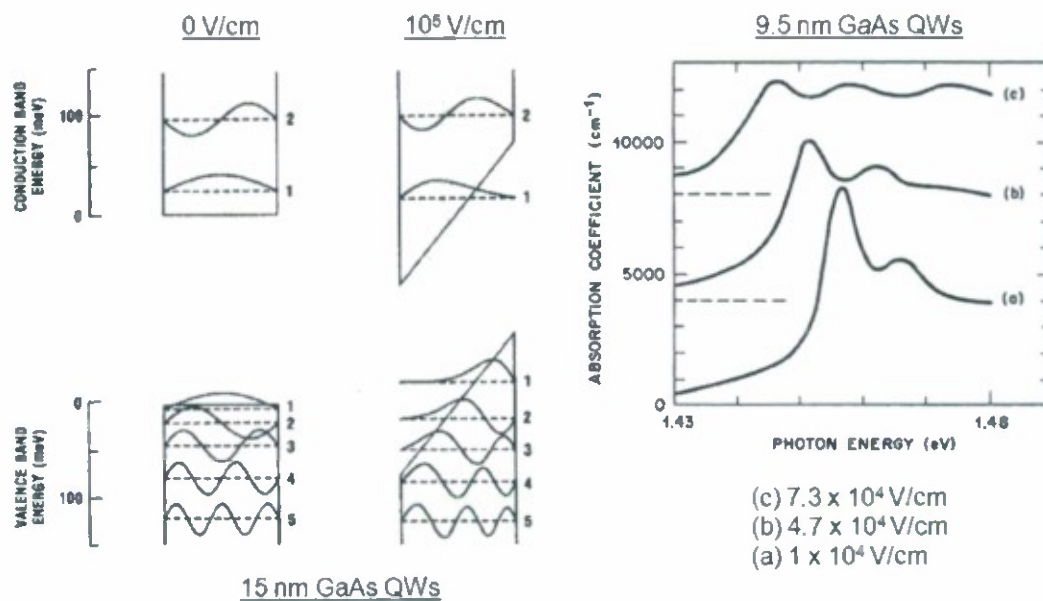 0 V/cm
10⁵ V/cm
9.5 nm GaAs QWs
CONDUCTION BAND
ENERGY (meV)
100
0
2
1
2
1
VALENCE BAND
ENERGY (meV)
0
100
1
2
3
4
5
1
2
3
4
5
15 nm GaAs QWs
ABSORPTION COEFFICIENT (cm⁻¹)
10000
5000
0
(c)
(b)
(a)
1.43
1.48
PHOTON ENERGY (eV)
(c) 7.3 x 10⁴ V/cm
(b) 4.7 x 10⁴ V/cm
(a) 1 x 10⁴ V/cm